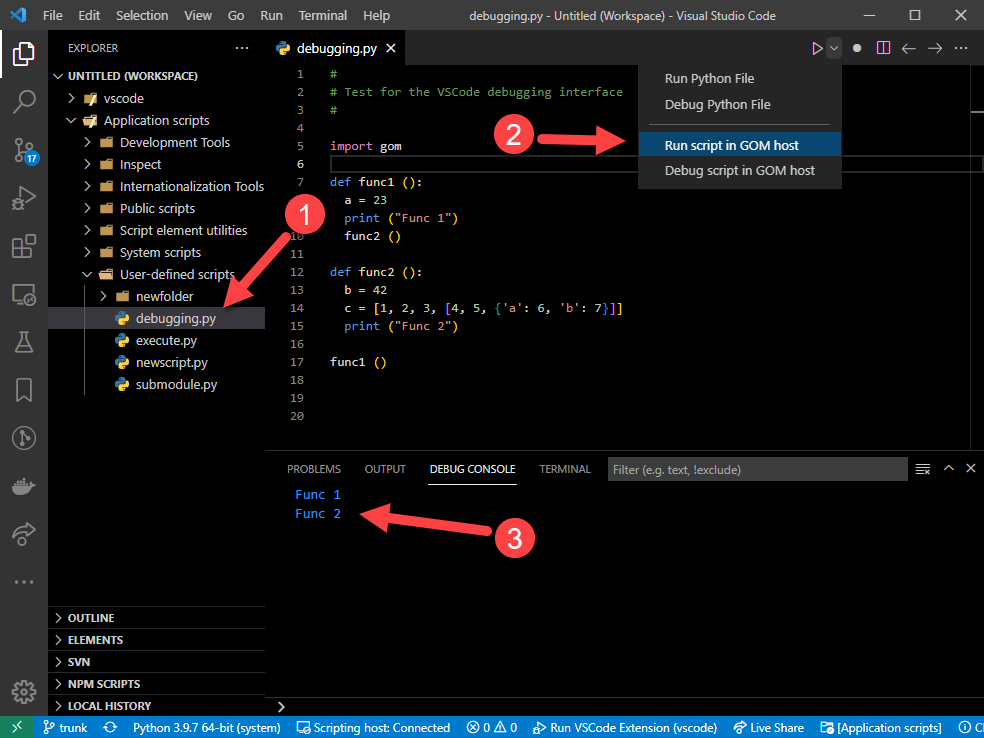 File Edit Selection View Go Run Terminal Help debugging.py - Untitled (Workspace) - Visual Studio Code
EXPLORER
debugging.py
UNTITLED (WORKSPACE)
vscode
Application scripts
Development Tools
Inspect
Internationalization Tools
Public scripts
Script element utilities
System scripts
User-defined scripts
newfolder
debugging.py
execute.py
newscript.py
submodule.py
17
1
1 #
2 # Test for the VSCode debugging interface
3 #
4
5 import gom
6
7 def func1 ():
a = 23
print ("Func 1")
10 func2 ()
11
12 def func2 ():
13 b = 42
14 c = [1, 2, 3, [4, 5, {'a': 6, 'b': 7}]]
15 print ("Func 2")
16
17 func1 ()
18
19
20
Run Python File
Debug Python File
2
Run script in GOM host
Debug script in GOM host
PROBLEMS OUTPUT DEBUG CONSOLE TERMINAL Filter (e.g. text, !exclude)
Func 1
Func 2
3
OUTLINE
ELEMENTS
SVN
NPM SCRIPTS
LOCAL HISTORY
trunk Python 3.9.7 64-bit (system) Scripting host: Connected 0 0 Run VSCode Extension (vscode) Live Share [Application scripts]